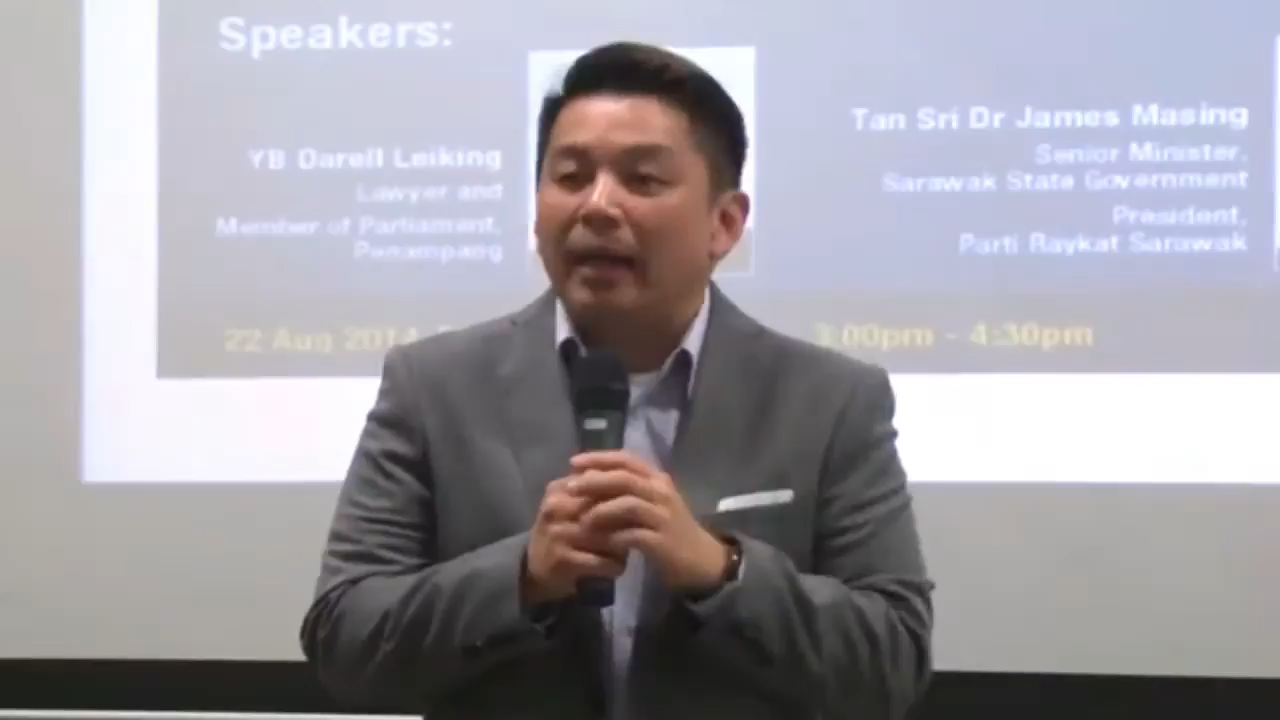 Speakers:
YB Darell Leiking
Lawyer and
Member of Parliament,
Penampang
Tan Sri Dr James Masing
Senior Minister,
Sarawak State Government
President,
Parti Raykat Sarawak
22 Aug 2014
3:00pm - 4:30pm